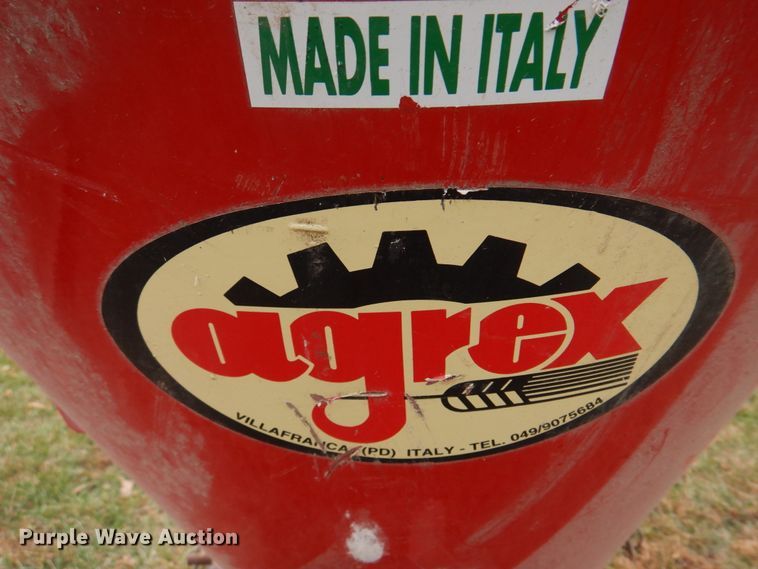 MADE IN ITALY
agrex
VILLAFRANCA (PD) ITALY - TEL. 049/9075684
Purple Wave Auction